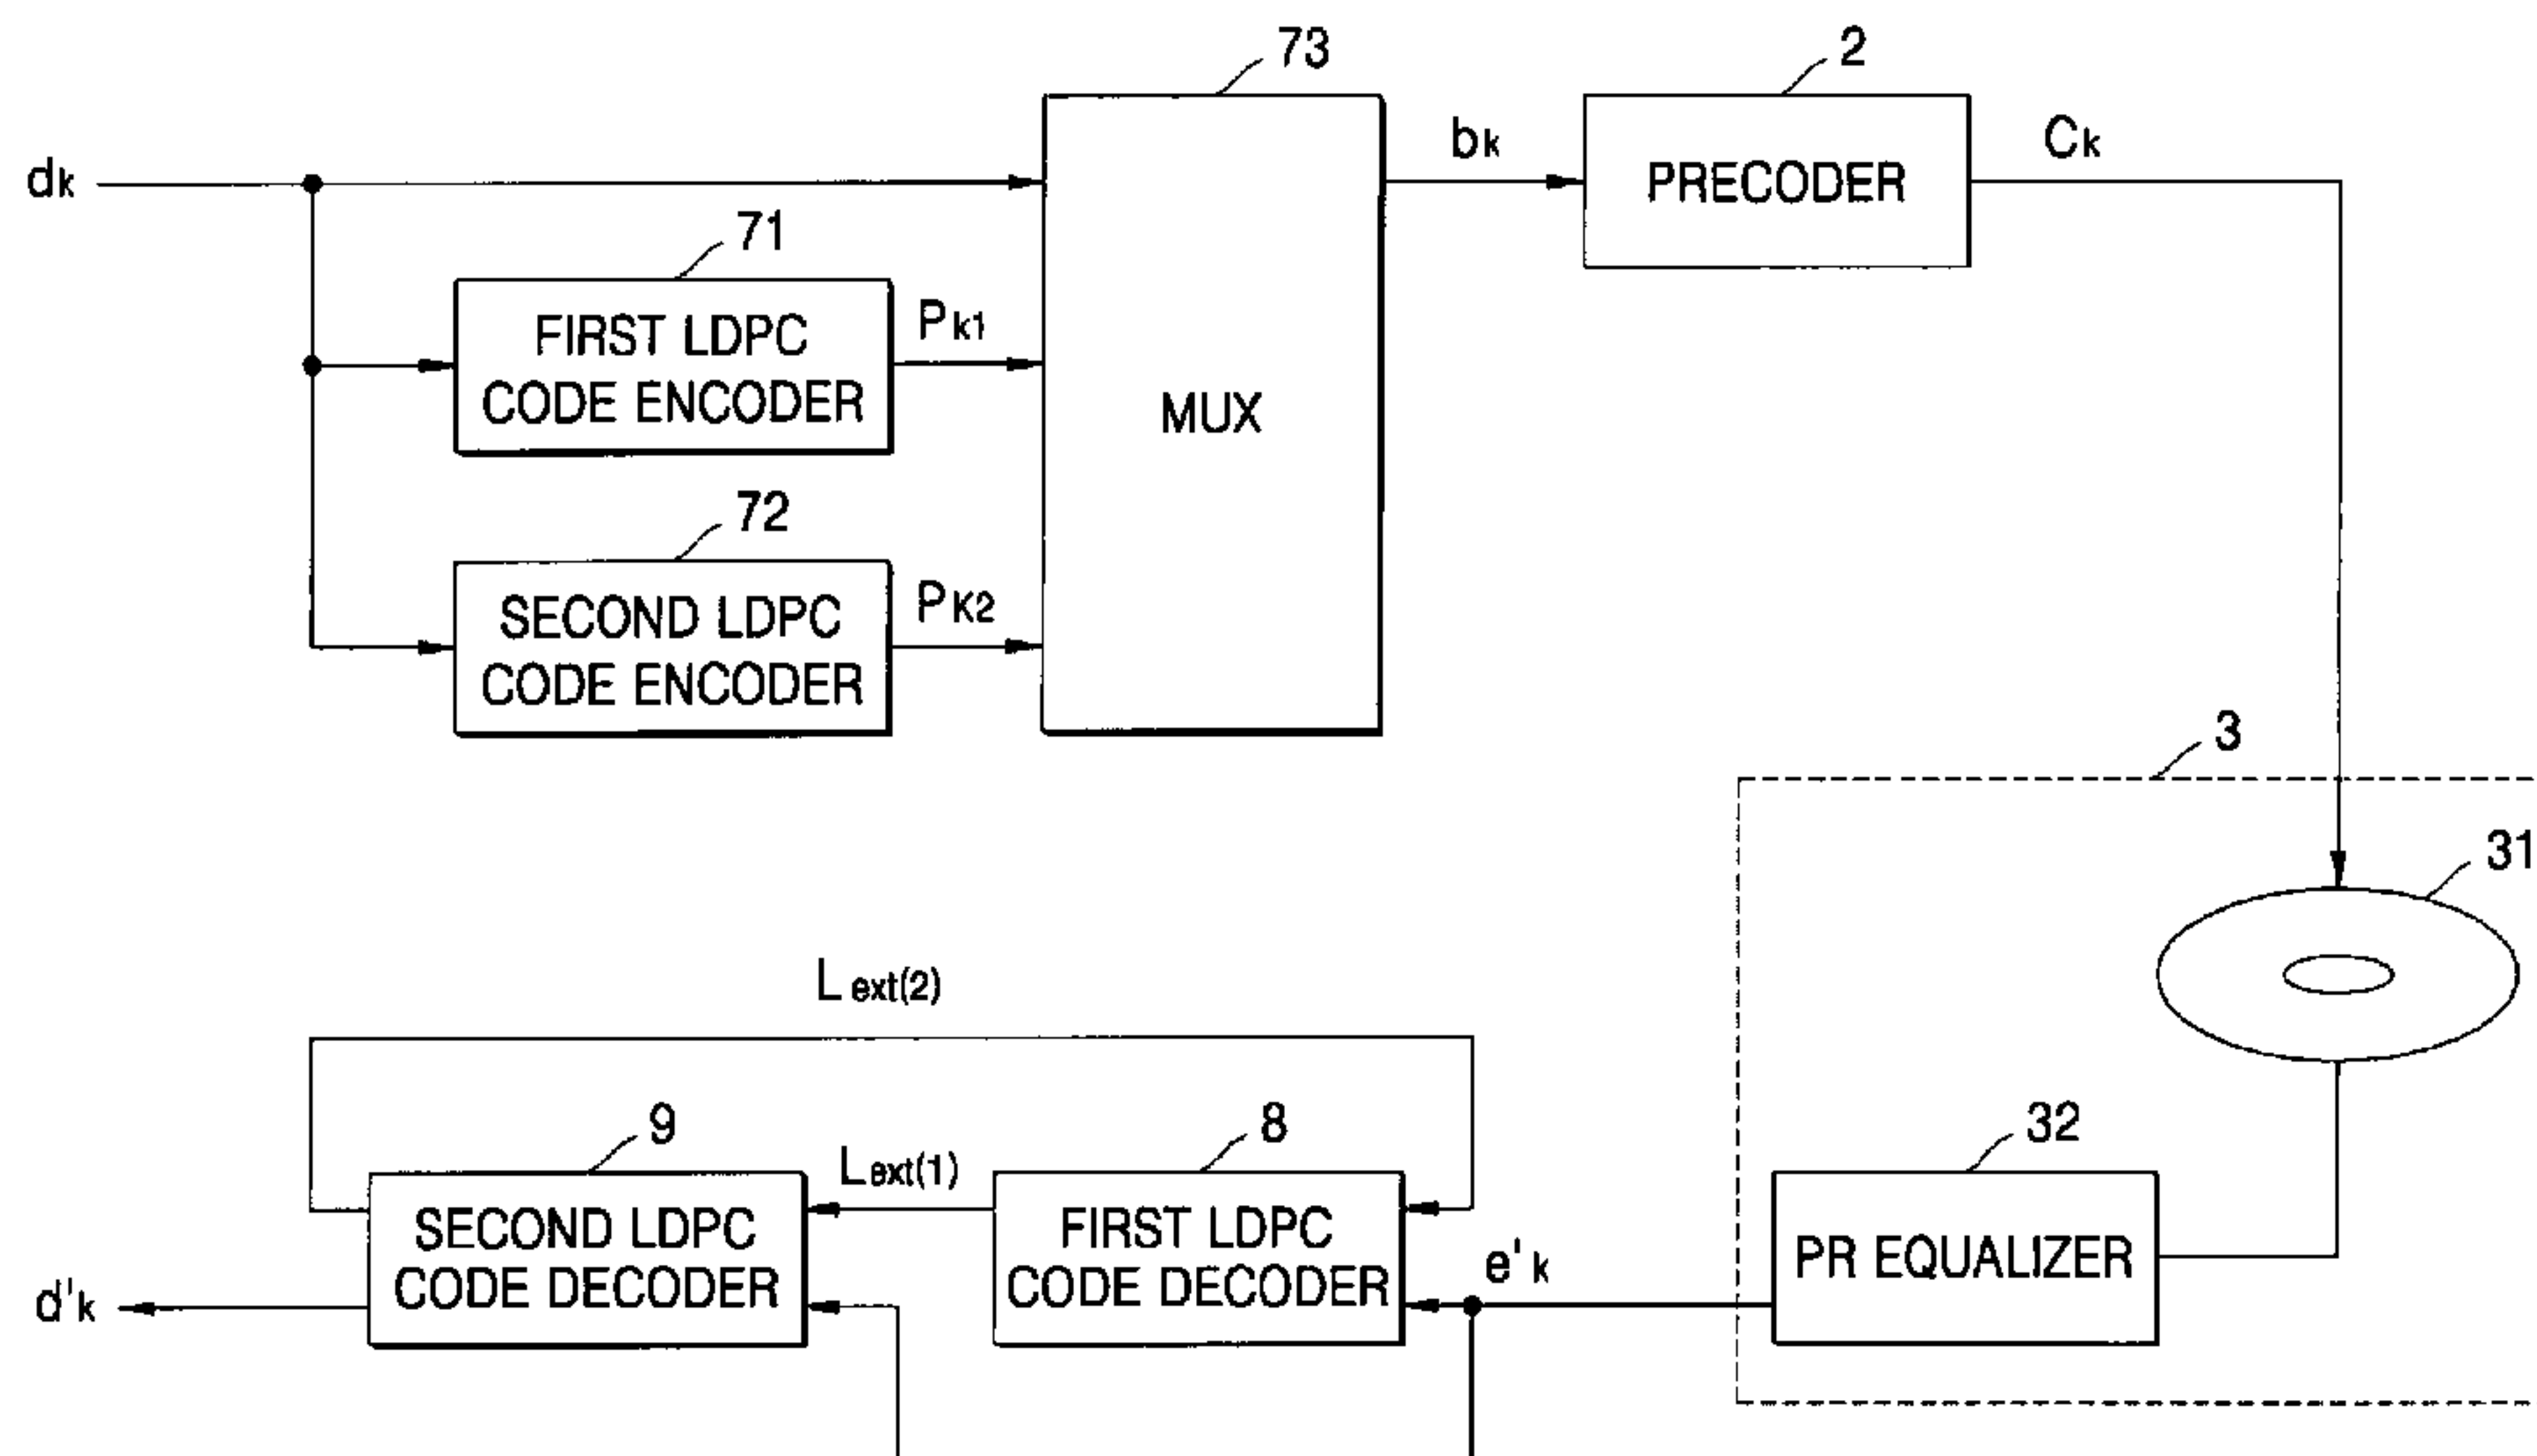 73
2
dk
bk
PRECODER
Ck
71
FIRST LDPC
CODE ENCODER
Pk1
MUX
72
SECOND LDPC
CODE ENCODER
PK2
3
31
Lext(2)
9
Lext(1)
8
32
SECOND LDPC
CODE DECODER
FIRST LDPC
CODE DECODER
e'k
PR EQUALIZER
d'k